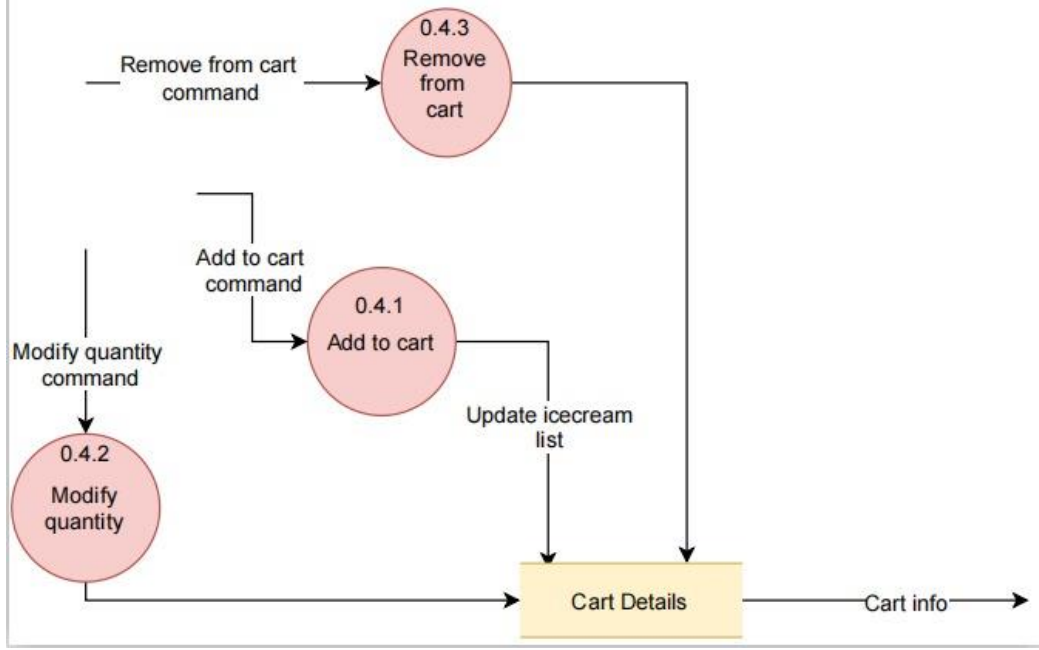 0.4.3
Remove
from
cart
Remove from cart
command
Add to cart
command
0.4.1
Add to cart
Modify quantity
command
Update icecream
list
0.4.2
Modify
quantity
Cart Details
Cart info